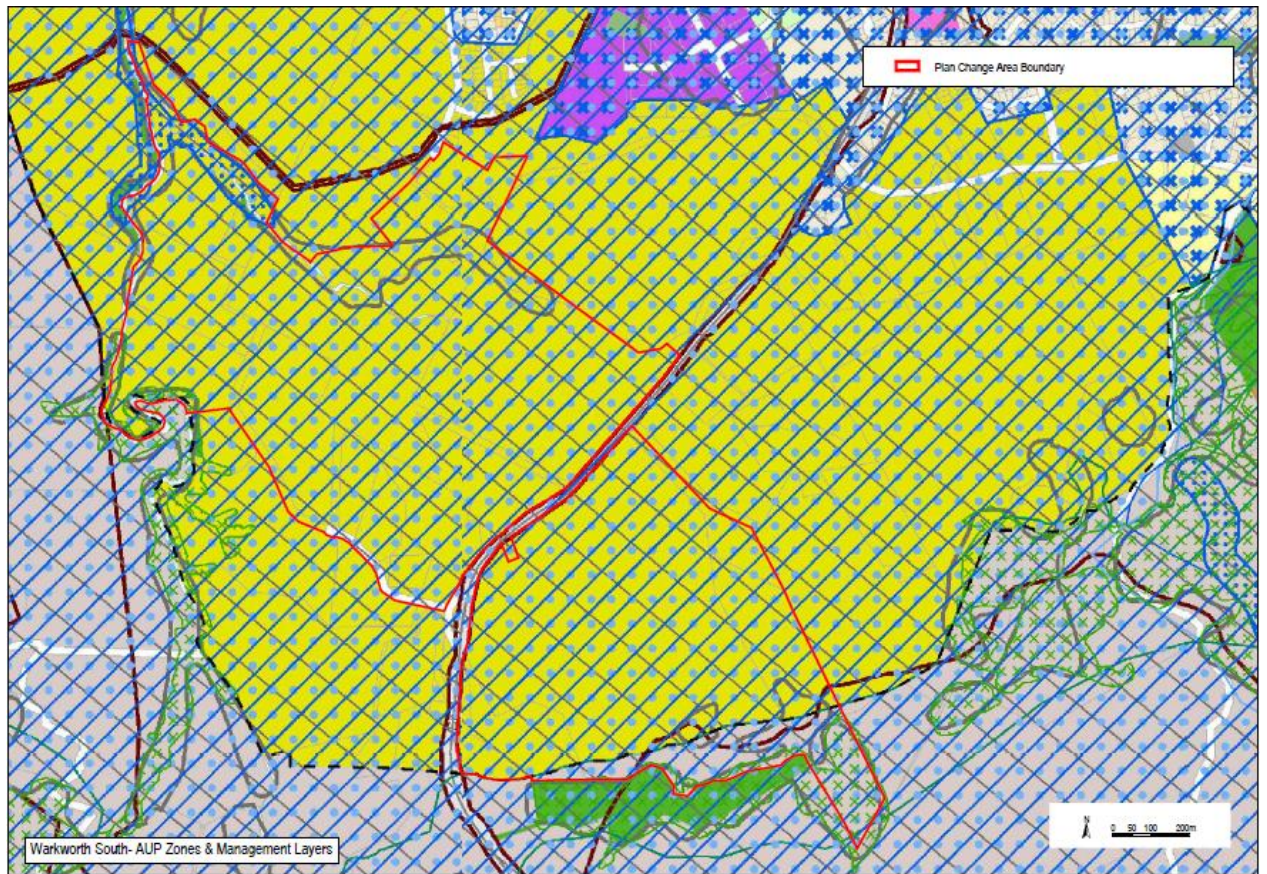 Plan Change Area Boundary
N
0 50 100 200m
Warkworth South- AUP Zones & Management Layers